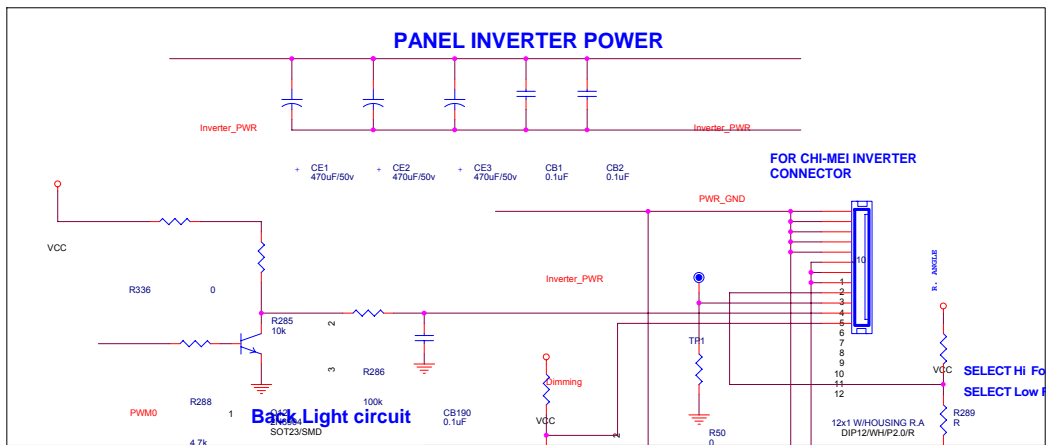 PANEL INVERTER POWER
Inverter_PWR
Inverter_PWR
FOR CHI-MEI INVERTER
CONNECTOR
+ CE1
470uF/50v
+ CE2
470uF/50v
+ CE3
470uF/50v
CB1
0.1uF
CB2
0.1uF
PWR_GND
VCC
10
R. ANGLE
Inverter_PWR
R336
0
1
2
3
4
5
6
7
8
9
10
11
12
R285
10k
2
TP1
3
R286
100k
Dimming
VCC
SELECT Hi Fo
SELECT Low F
PWM0
R288
4.7k
1
SOT23/SMD
Back Light circuit
CB190
0.1uF
VCC
2
R50
0
12x1 W/HOUSING R.A
DIP12/WH/P2.0/R
R289
R